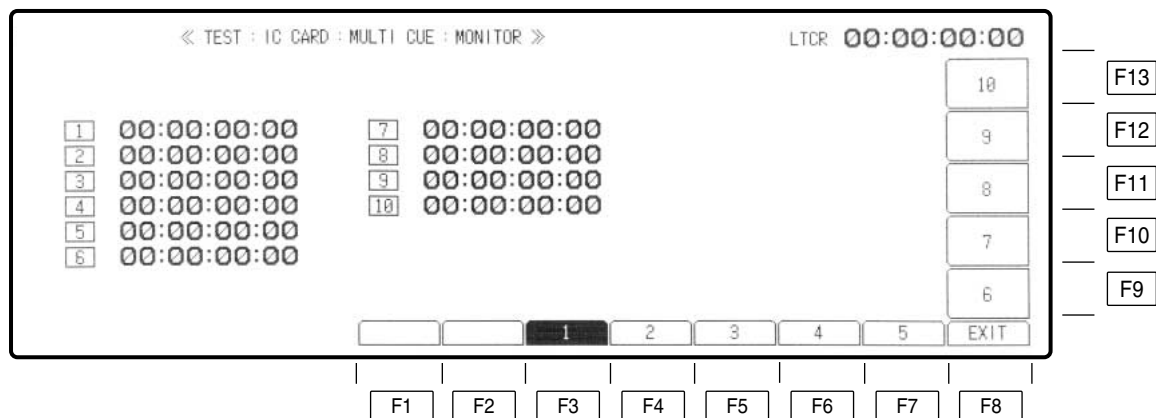 ≪ TEST : IC CARD : MULTI CUE : MONITOR ≫ LTCR 00:00:00:00
10 F13
1 00:00:00:00 7 00:00:00:00 9 F12
2 00:00:00:00 8 00:00:00:00
3 00:00:00:00 9 00:00:00:00 8 F11
4 00:00:00:00 10 00:00:00:00
5 00:00:00:00 7 F10
6 00:00:00:00
6 F9
1 2 3 4 5 EXIT
F1 F2 F3 F4 F5 F6 F7 F8